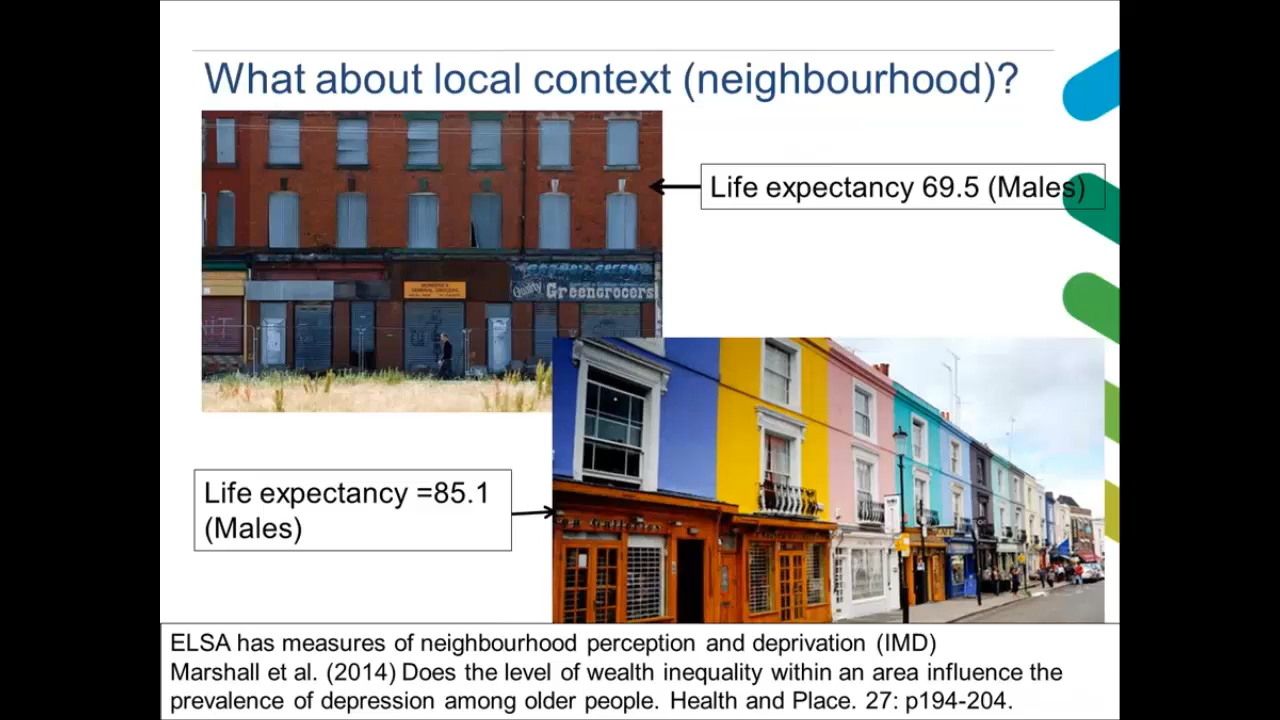 What about local context (neighbourhood)?
Life expectancy 69.5 (Males)
Quality
Greengrocers
Life expectancy =85.1
(Males)
ELSA has measures of neighbourhood perception and deprivation (IMD)
Marshall et al. (2014) Does the level of wealth inequality within an area influence the
prevalence of depression among older people. Health and Place. 27: p194-204.